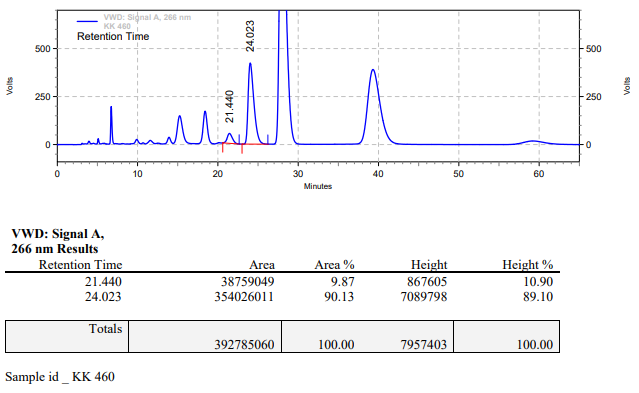 VWD: Signal A, 266 nm
KK 460
Retention Time
24.023
21.440
500
250
0
500
250
0
Volts
Volts
0 10 20 30 40 50 60
Minutes
VWD: Signal A,
266 nm Results
Retention Time Area Area % Height Height %
21.440 38759049 9.87 867605 10.90
24.023 354026011 90.13 7089798 89.10
Totals
392785060 100.00 7957403 100.00
Sample id _ KK 460